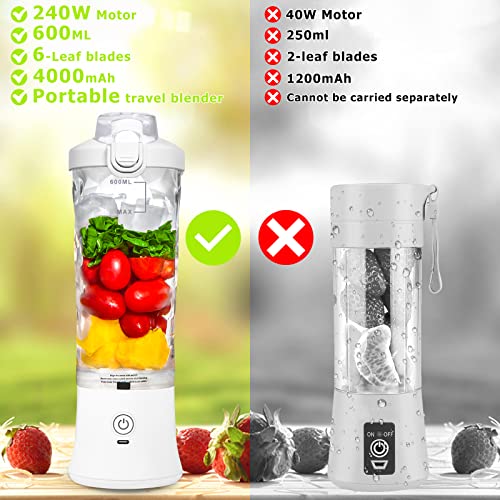 240W Motor
600ML
6-Leaf blades
4000mAh
Portable travel blender
40W Motor
250ml
2-leaf blades
1200mAh
Cannot be carried separately
600ML
MAX
ON OFF